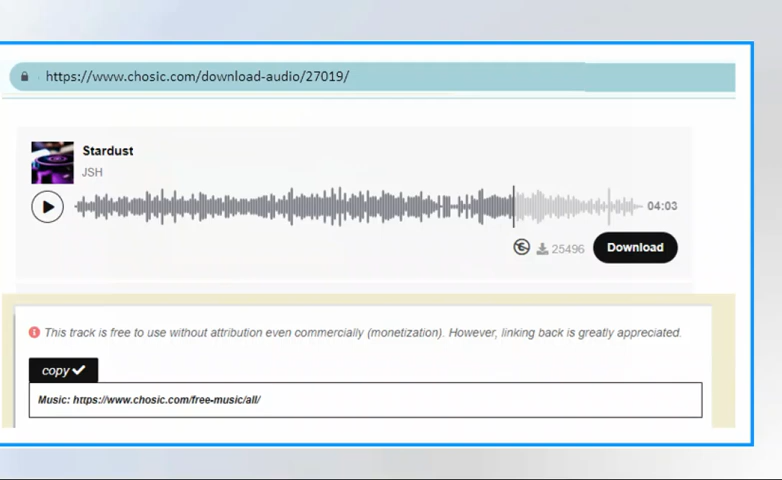 https://www.chosic.com/download-audio/27019/
Stardust
JSH
04:03
25496
Download
This track is free to use without attribution even commercially (monetization). However, linking back is greatly appreciated.
copy
Music: https://www.chosic.com/free-music/all/